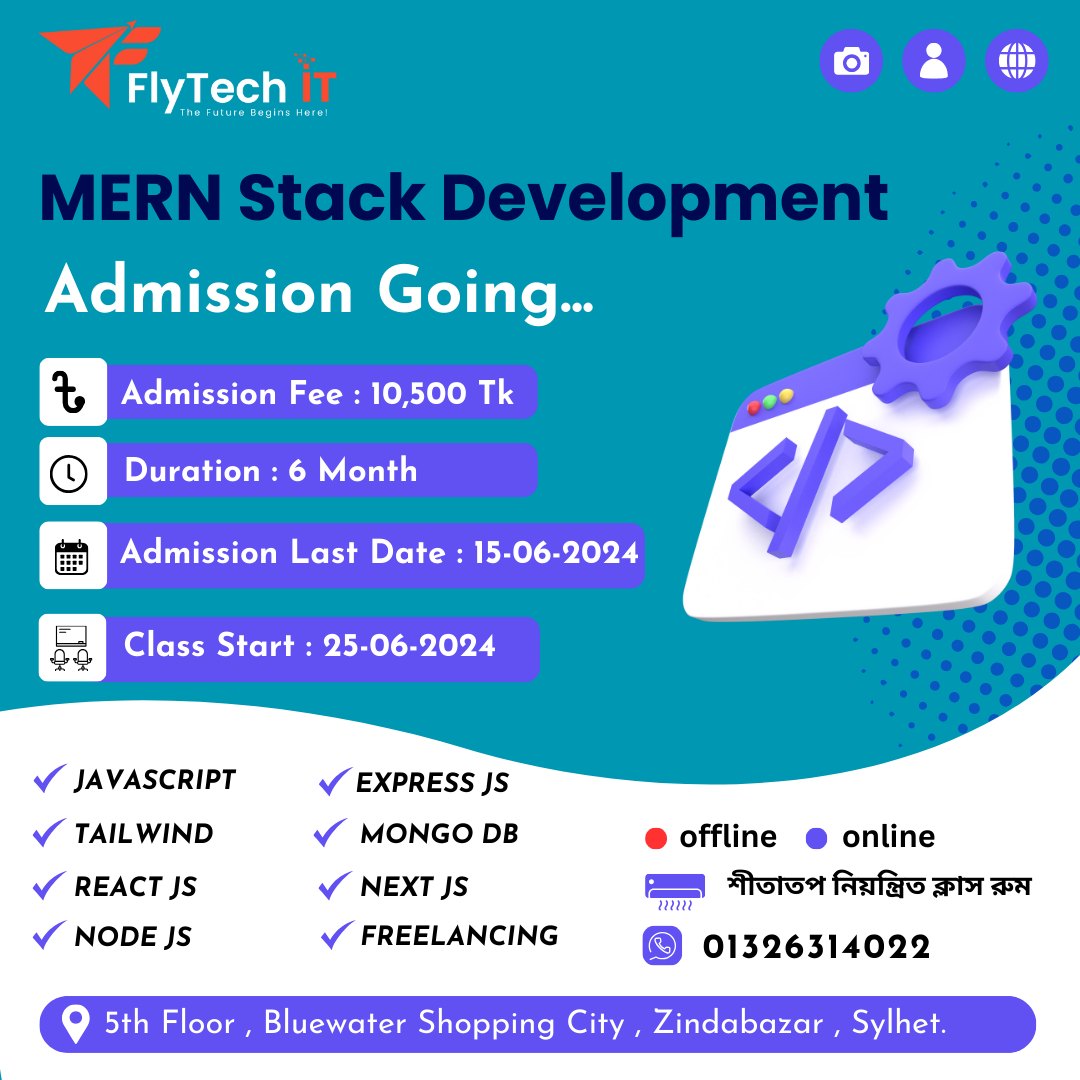 FlyTech IT
The Future Begins Here!
MERN Stack Development
Admission Going...
Admission Fee : 10,500 Tk
Duration : 6 Month
Admission Last Date : 15-06-2024
Class Start : 25-06-2024
JAVASCRIPT
TAILWIND
REACT JS
NODE JS
EXPRESS JS
MONGO DB
NEXT JS
FREELANCING
offline online
শীতাতপ নিয়ন্ত্রিত ক্লাস রুম
01326314022
5th Floor , Bluewater Shopping City , Zindabazar , Sylhet.